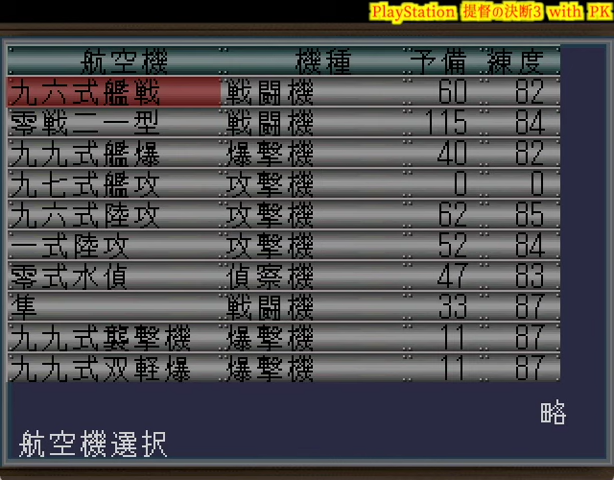 PlayStation 提督の決断3 with PK
航空機 機種 予備 練度
九六式艦戦 戦闘機 60 82
零戦二一型 戦闘機 115 84
九九式艦爆 爆撃機 40 82
九七式艦攻 攻撃機 0 0
九六式陸攻 攻撃機 62 85
一式陸攻 攻撃機 52 84
零式水偵 偵察機 47 83
隼 戦闘機 33 87
九九式襲撃機 爆撃機 11 87
九九式双軽爆 爆撃機 11 87
略
航空機選択